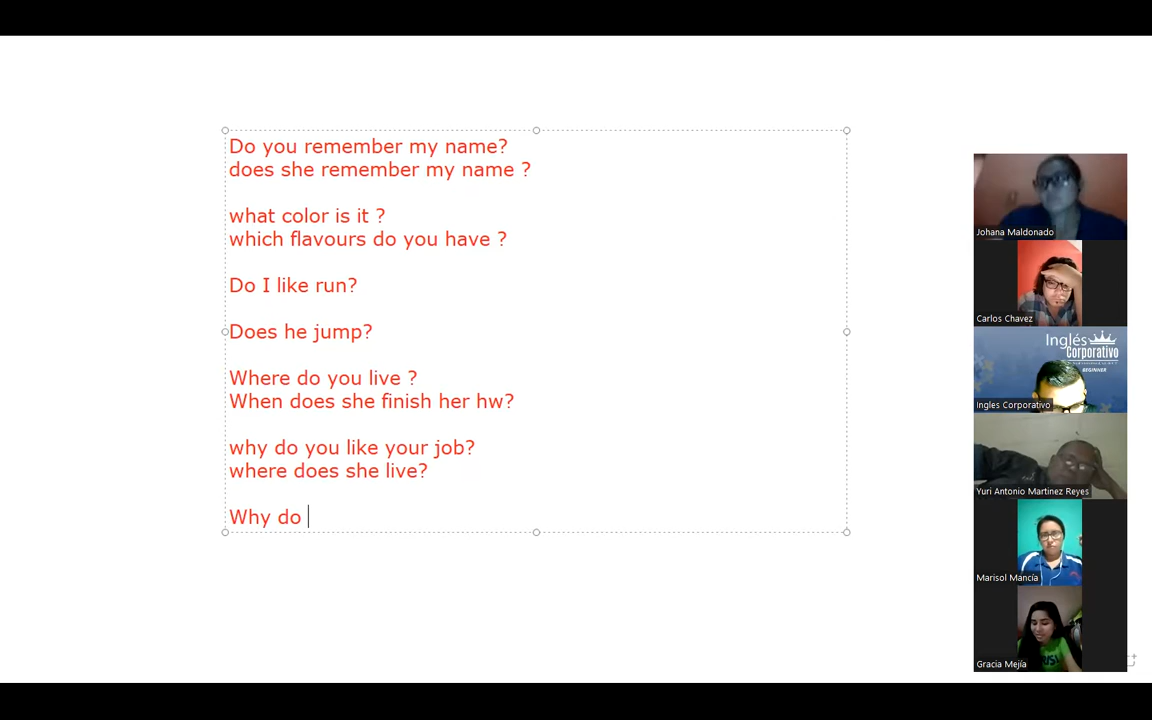 Do you remember my name?
does she remember my name ?
what color is it ?
which flavours do you have ?
Do I like run?
Does he jump?
Where do you live ?
When does she finish her hw?
why do you like your job?
where does she live?
Why do
Johana Maldonado
Carlos Chavez
Inglés
Corporativo
BEGINNER
Ingles Corporativo
Yuri Antonio Martinez Reyes
Marisol Mancía
Gracia Mejía